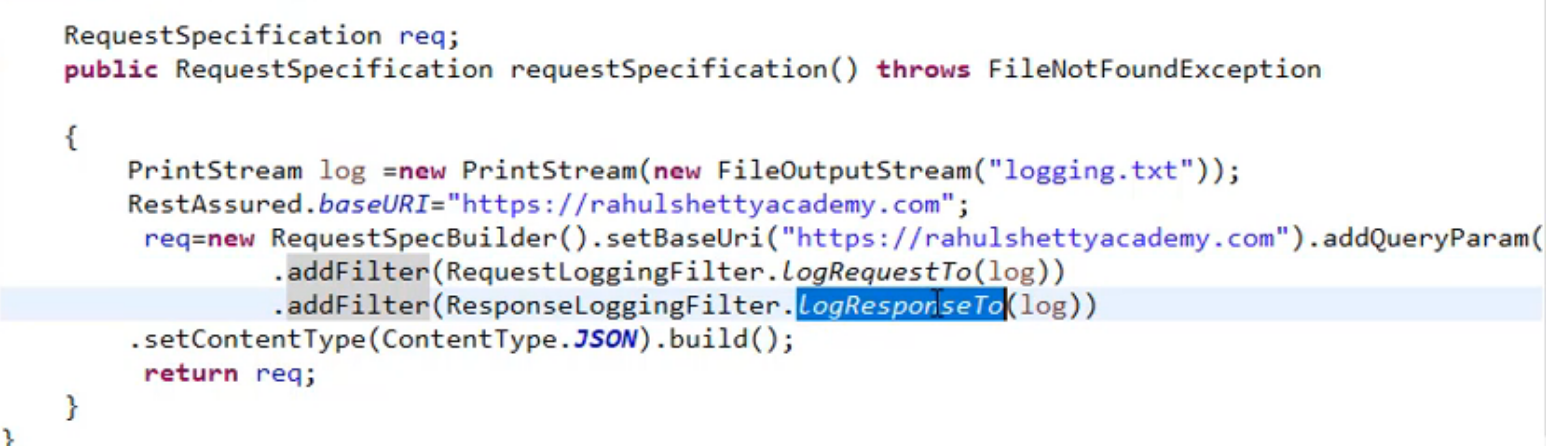 RequestSpecification req;
public RequestSpecification requestSpecification() throws FileNotFoundException
{
PrintStream log =new PrintStream(new FileOutputStream("logging.txt"));
RestAssured.baseURI="https://rahulshettyacademy.com";
req=new RequestSpecBuilder().setBaseUri("https://rahulshettyacademy.com").addQueryParam(
.addFilter(RequestLoggingFilter.logRequestTo(log))
.addFilter(ResponseLoggingFilter.logResponseTo(log))
.setContentType(ContentType.JSON).build();
return req;
}
}